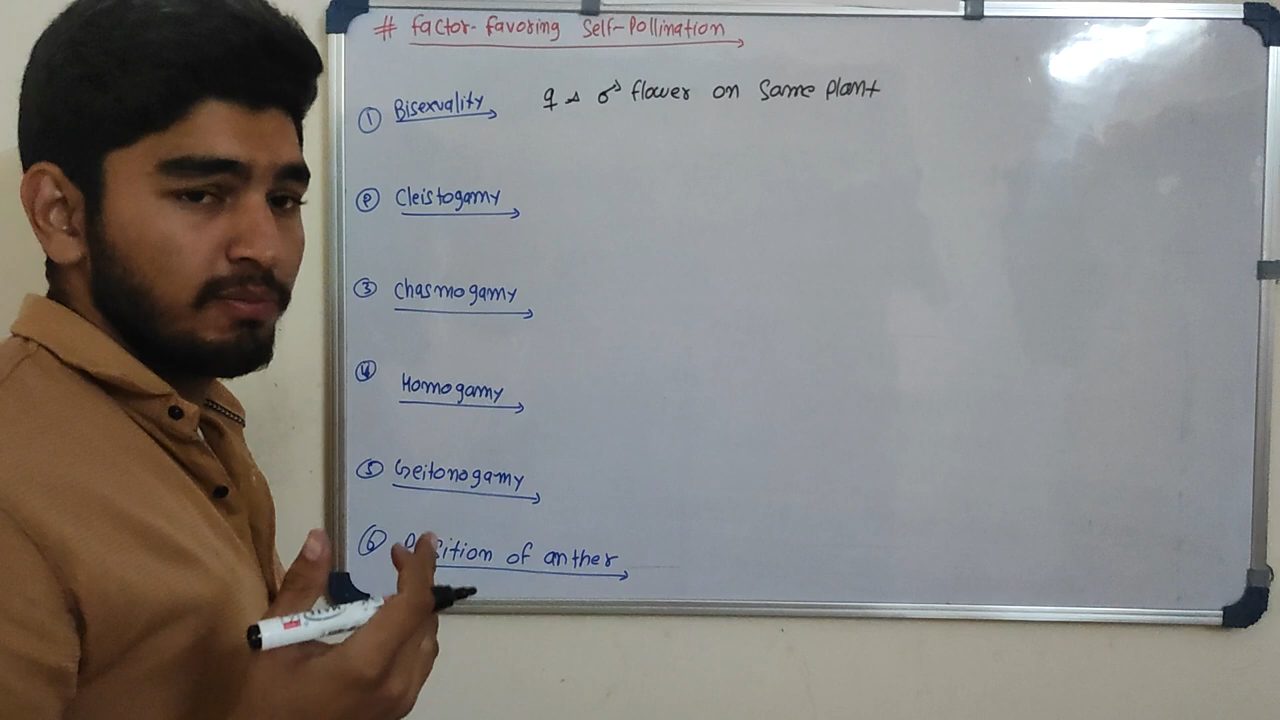 # factor-favoring Self-Pollination
① Bisexuality ♀ & ♂ flower on Same plant
② Cleistogamy
③ Chasmogamy
④ Homogamy
⑤ Geitonogamy
⑥ Position of anther